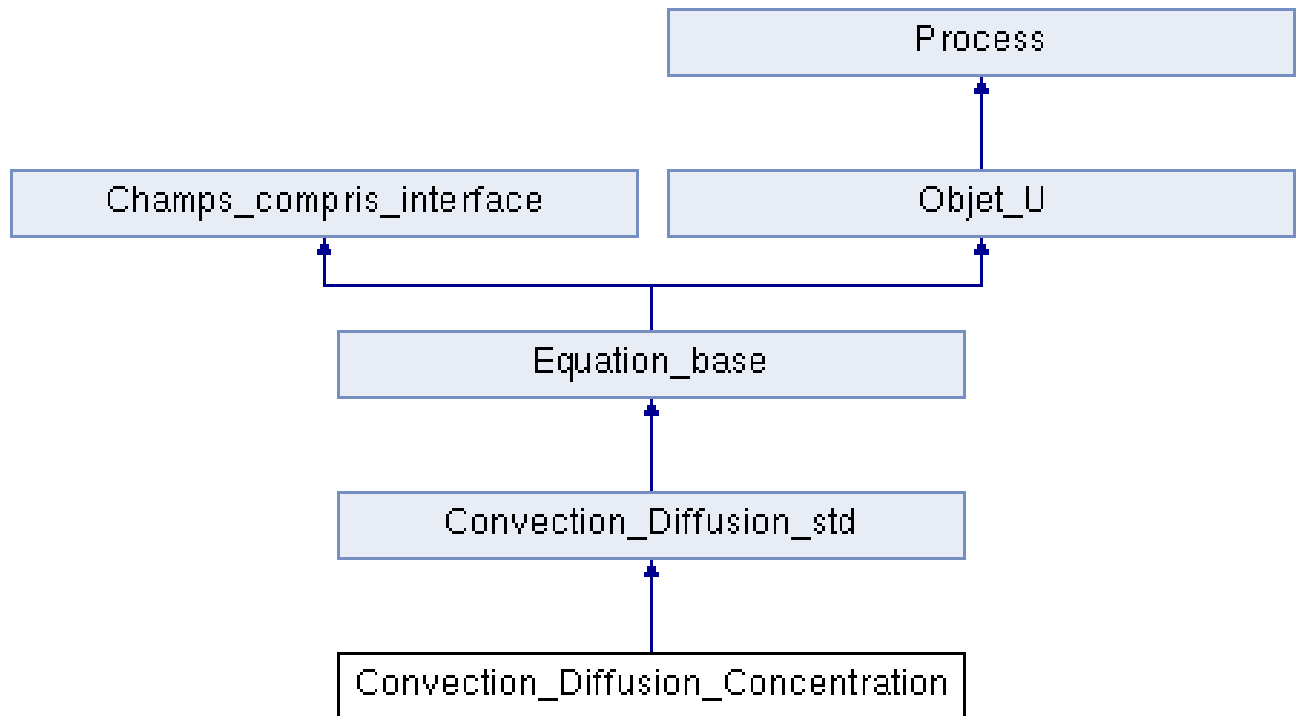 Process
Champs_compris_interface
Objet_U
Equation_base
Convection_Diffusion_std
Convection_Diffusion_Concentration